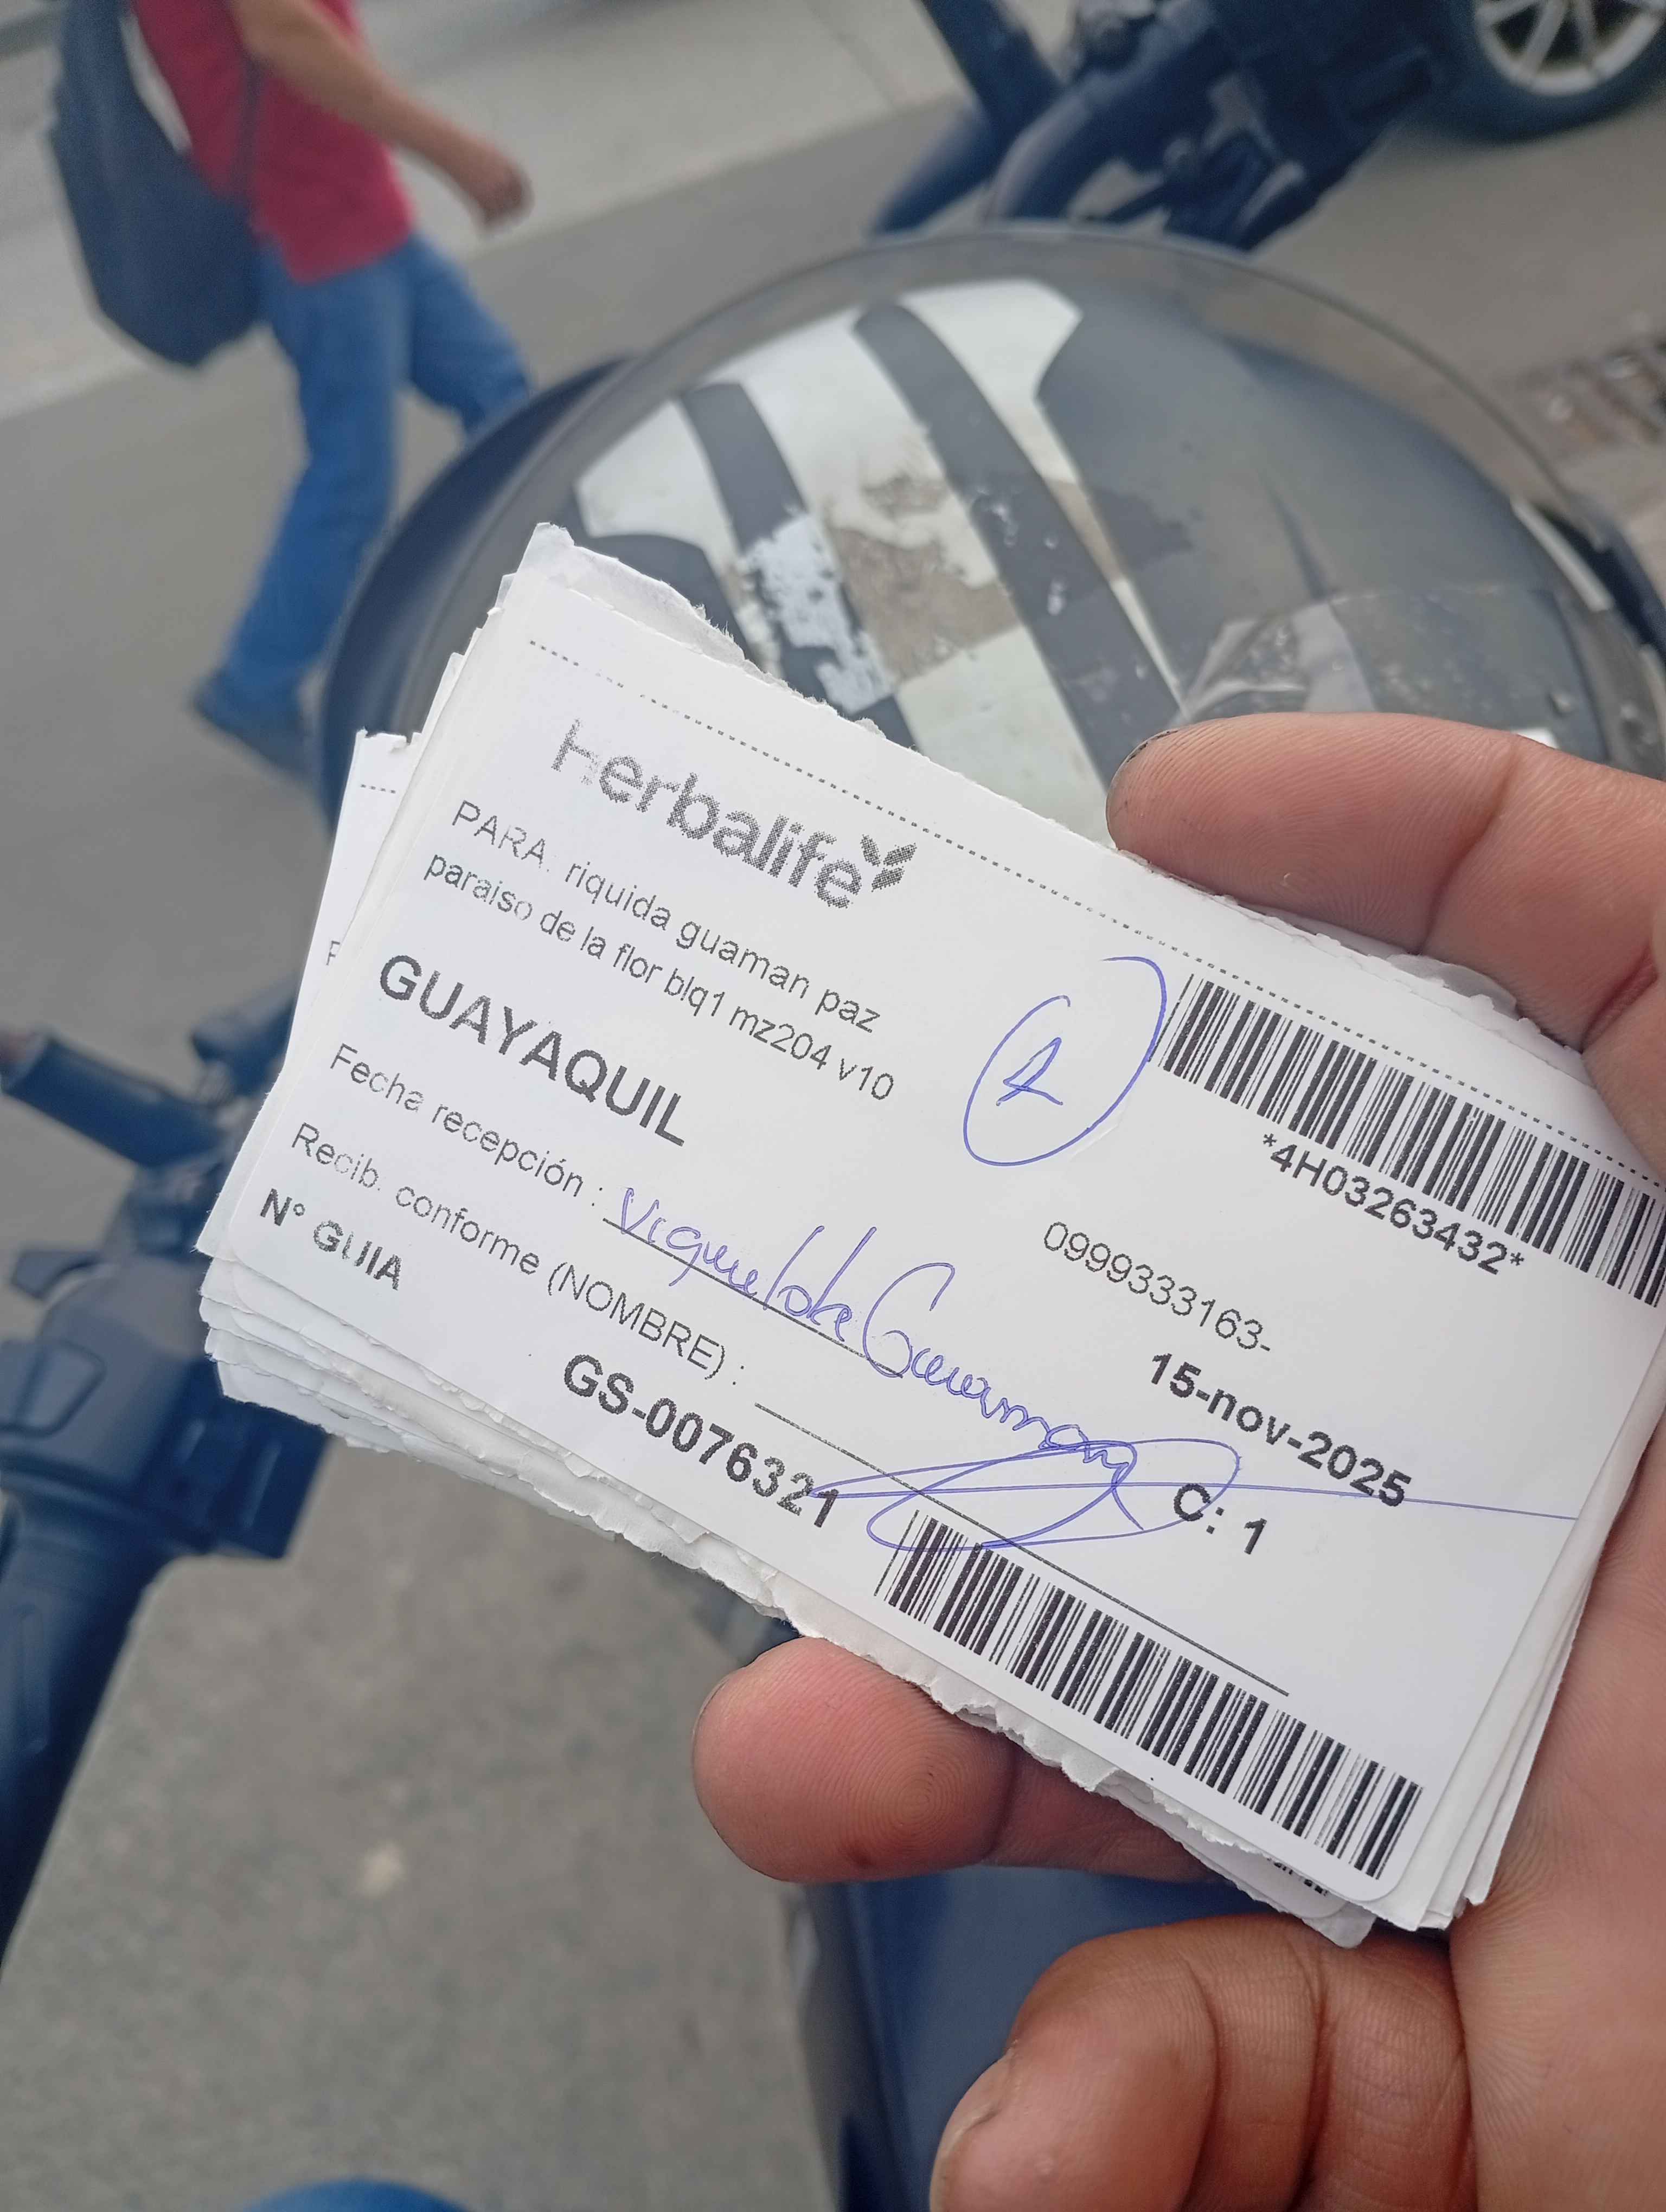 Herbalife
PARA. riquida guaman paz
paraiso de la flor blq1 mz204 v10
GUAYAQUIL
*4H03263432*
0999333163-
Fecha recepción :
15-nov-2025
Recib. conforme (NOMBRE) :
C: 1
N° GUIA
GS-0076321